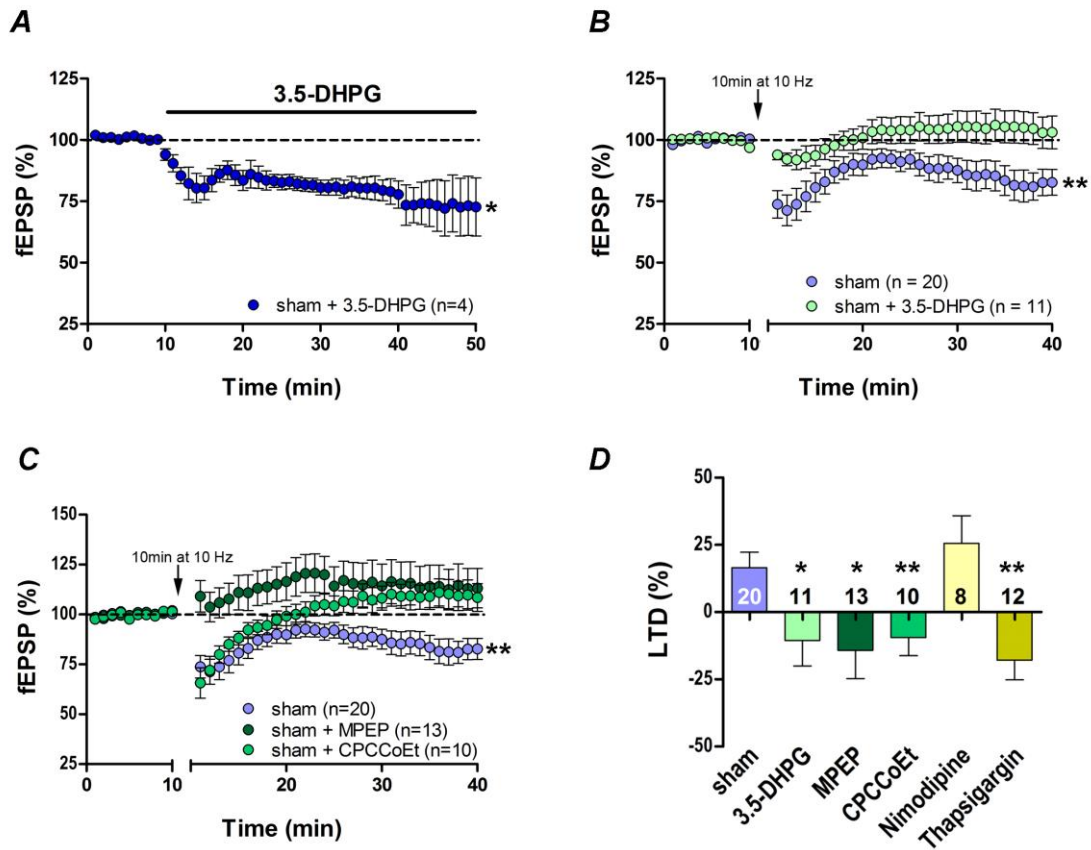 A
125
100
75
50
25
fEPSP (%)
3.5-DHPG
*
sham + 3.5-DHPG (n=4)
0
10
20
30
40
50
Time (min)
B
125
100
75
50
25
fEPSP (%)
10min at 10 Hz
**
sham (n = 20)
sham + 3.5-DHPG (n = 11)
0
10
20
30
40
Time (min)
C
150
125
100
75
50
25
fEPSP (%)
10min at 10 Hz
**
sham (n=20)
sham + MPEP (n=13)
sham + CPCCoEt (n=10)
0
10
20
30
40
Time (min)
D
50
25
0
-25
-50
LTD (%)
* * ** **
20 11 13 10 8 12
sham
3.5-DHPG
MPEP
CPCCoEt
Nimodipine
Thapsigargin